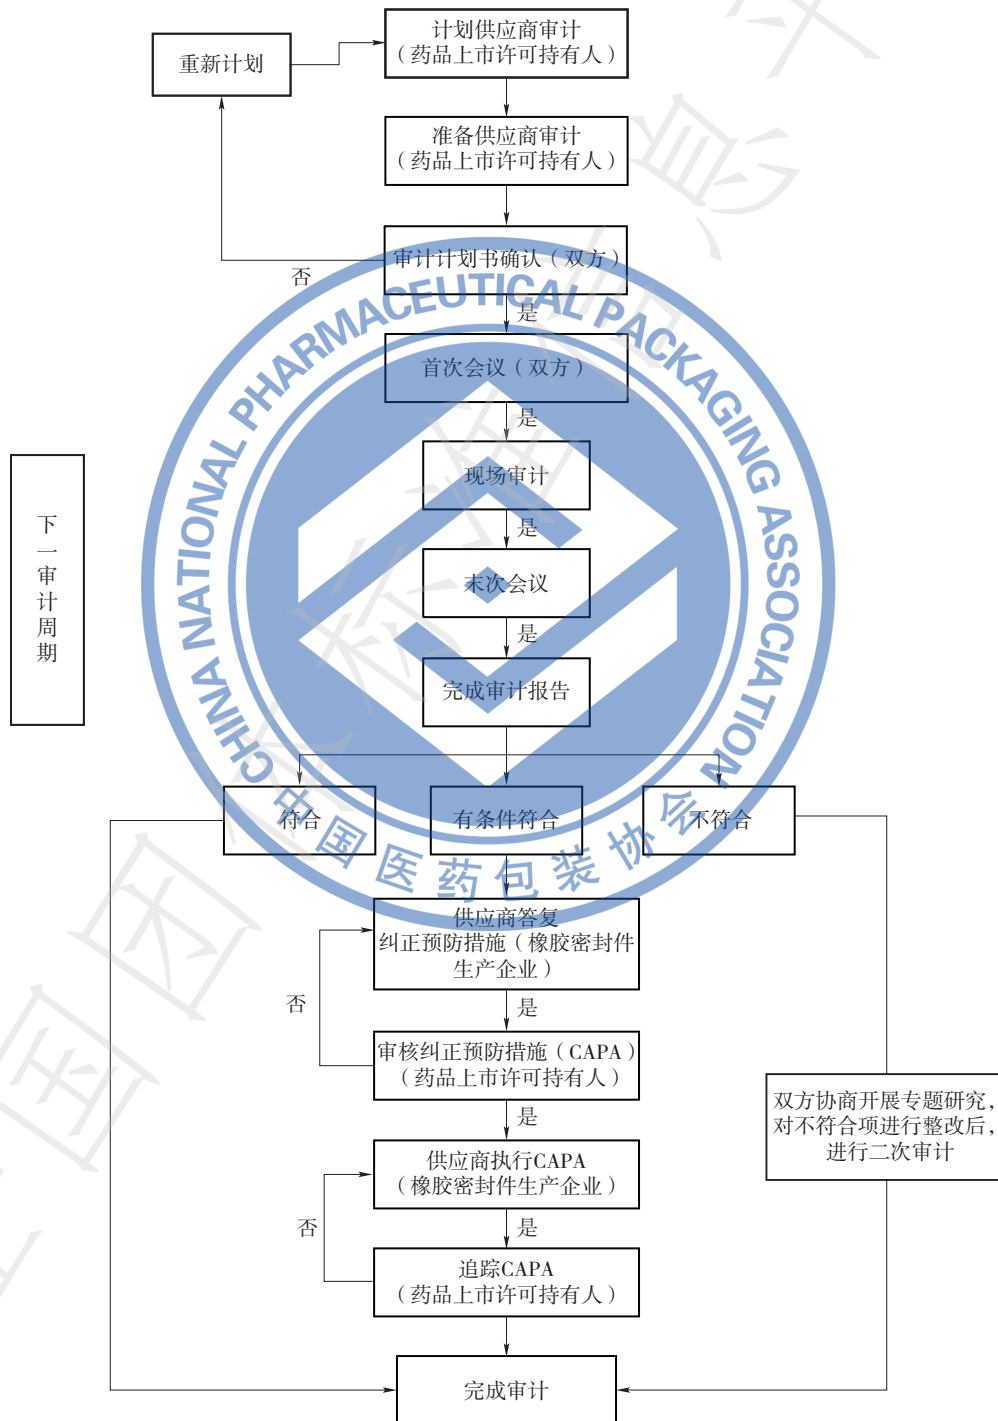 计划供应商审计
（药品上市许可持有人）
重新计划
准备供应商审计
（药品上市许可持有人）
审计计划书确认（双方）
否
是
首次会议（双方）
是
现场审计
是
末次会议
是
完成审计报告
下
一
审
计
周
期
符合
有条件符合
不符合
供应商答复
纠正预防措施（橡胶密封件
生产企业）
否
是
审核纠正预防措施（CAPA）
（药品上市许可持有人）
是
双方协商开展专题研究，
对不符合项进行整改后，
进行二次审计
供应商执行CAPA
（橡胶密封件生产企业）
否
是
追踪CAPA
（药品上市许可持有人）
完成审计
CHINA NATIONAL PHARMACEUTICAL PACKAGING ASSOCIATION
中国医药包装协会